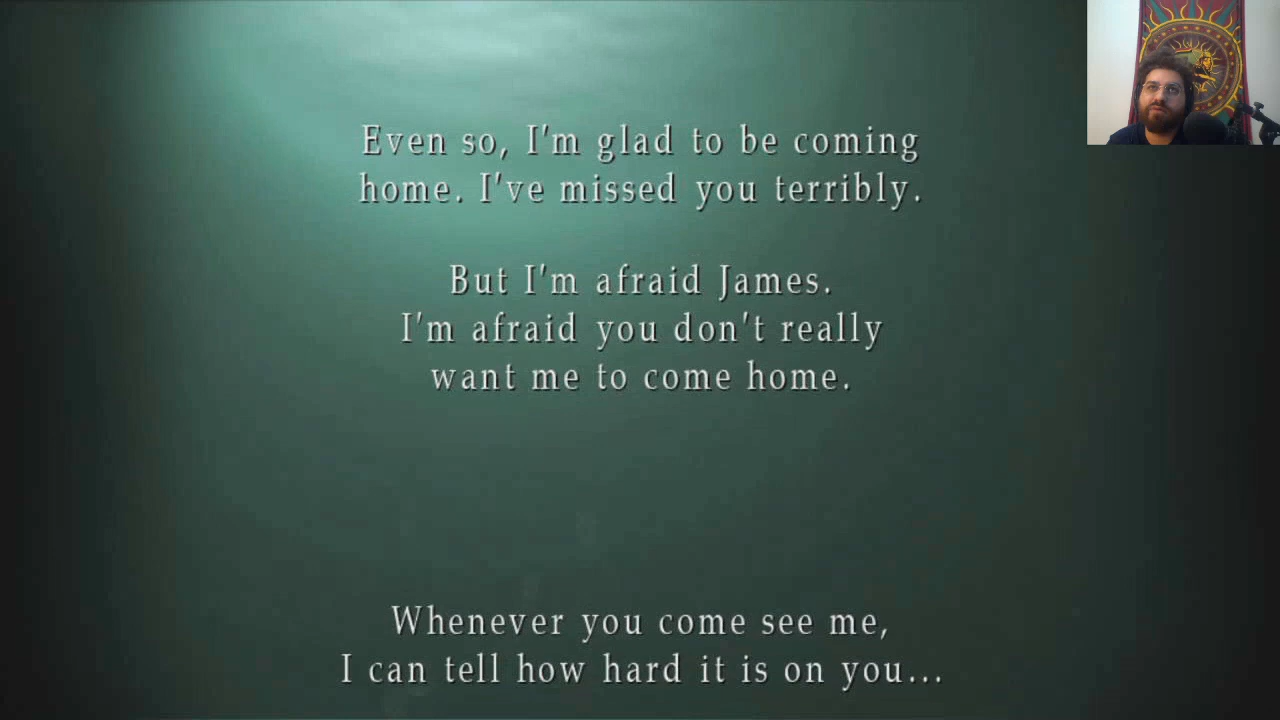 Even so, I'm glad to be coming
home. I've missed you terribly.
But I'm afraid James.
I'm afraid you don't really
want me to come home.
Whenever you come see me,
I can tell how hard it is on you...